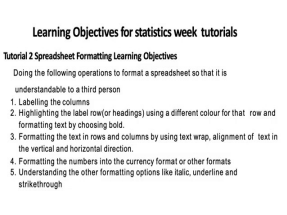 Learning Objectives for statistics week tutorials
Tutorial 2 Spreadsheet Formatting Learning Objectives
Doing the following operations to format a spreadsheet so that it is
understandable to a third person
1. Labelling the columns
2. Highlighting the label row(or headings) using a different colour for that row and
formatting text by choosing bold.
3. Formatting the text in rows and columns by using text wrap, alignment of text in
the vertical and horizontal direction.
4. Formatting the numbers into the currency format or other formats
5. Understanding the other formatting options like italic, underline and
strikethrough